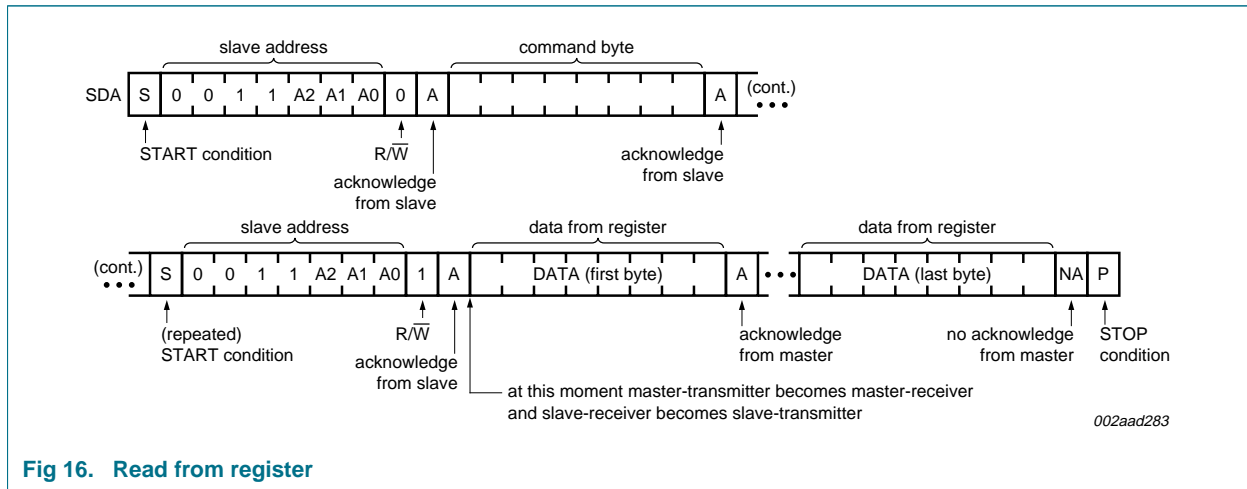 slave address command byte
SDA S 0 0 1 1 A2 A1 A0 0 A A (cont.)
START condition R/W̅ acknowledge from slave acknowledge from slave
slave address data from register data from register
(cont.) S 0 0 1 1 A2 A1 A0 1 A DATA (first byte) A DATA (last byte) NA P
(repeated) START condition R/W̅ acknowledge from slave acknowledge from master no acknowledge from master STOP condition
at this moment master-transmitter becomes master-receiver
and slave-receiver becomes slave-transmitter
002aad283
Fig 16. Read from register